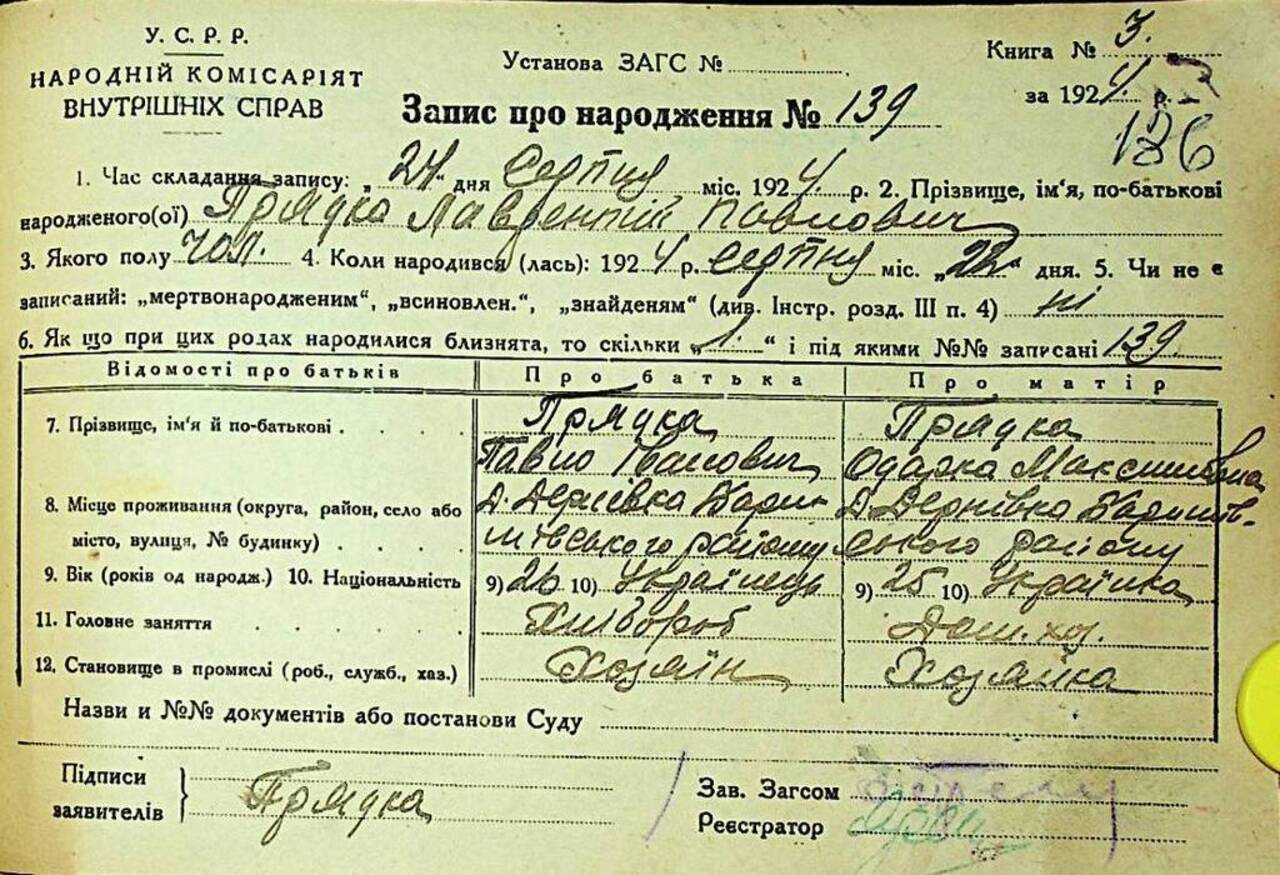 У. С. Р. Р.
НАРОДНІЙ КОМІСАРІЯТ
ВНУТРІШНІХ СПРАВ
Установа ЗАГС №
Книга № 3.
за 1924 р.
Запис про народження № 139
126
1. Час складання запису: „24“ дня Серпня міс. 1924. р. 2. Прізвище, ім'я, по-батькові
народженого(ої) Прядка Лаврентій Павлович
3. Якого полу чол. 4. Коли народився (лась): 1924 р. Серпня міс. „22“ дня. 5. Чи не є
записаний: „мертвонародженим“, „всиновлен.“, „знайденям“ (див. Інстр. розд. III п. 4) ні
6. Як що при цих родах народилися близнята, то скільки „1.“ і під якими №№ записані 139.
Відомості про батьків Про батька Про матір
7. Прізвище, ім'я й по-батькові Прядка Прядка
Павло Іванович Одарка Максимівна
8. Місце проживання (округа, район, село або
місто, вулиця, № будинку) району району
9. Вік (років од народж.) 10. Національність 9) 26 10) Українець 9) 25 10) Українка
11. Головне заняття Хлібороб Дом. хоз.
12. Становище в промислі (роб., служб., хаз.) Хозяїн Хозяйка
Назви и №№ документів або постанови Суду
Підписи
заявителів
Прядка
Зав. Загсом
Реєстратор